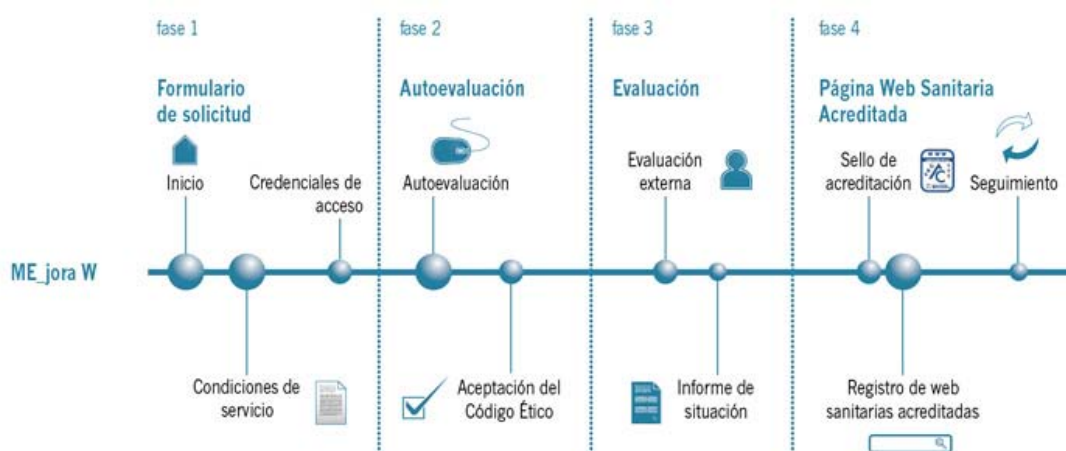 fase 1
fase 2
fase 3
fase 4
Formulario
de solicitud
Autoevaluación
Evaluación
Página Web Sanitaria
Acreditada
Inicio
Credenciales de
acceso
Autoevaluación
Evaluación
externa
Sello de
acreditación
Seguimiento
ME_jora W
Condiciones de
servicio
Aceptación del
Código Ético
Informe de
situación
Registro de web
sanitarias acreditadas